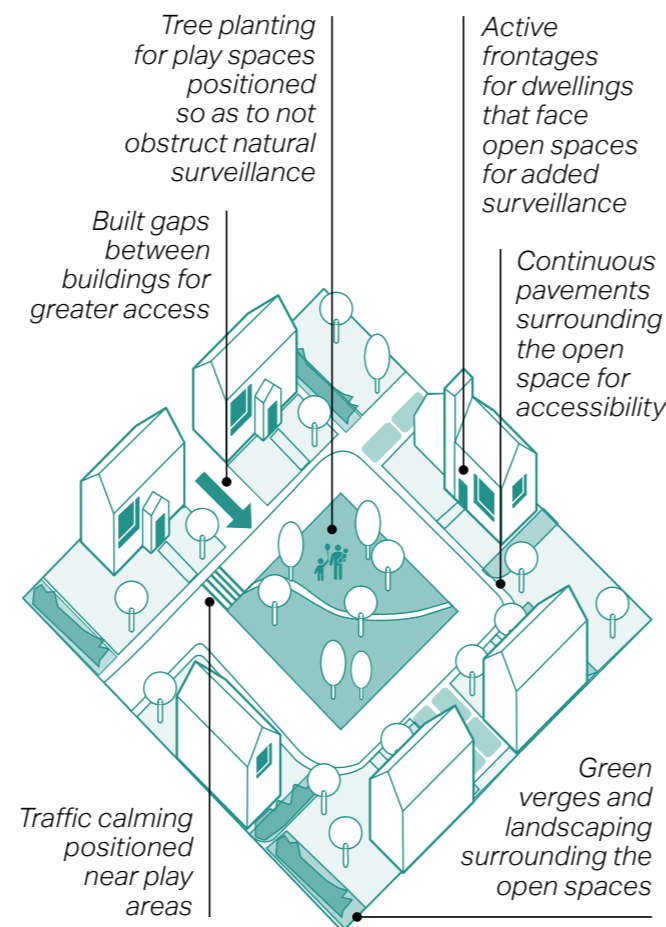 Tree planting
for play spaces
positioned
so as to not
obstruct natural
surveillance
Active
frontages
for dwellings
that face
open spaces
for added
surveillance
Built gaps
between
buildings for
greater access
Continuous
pavements
surrounding
the open
space for
accessibility
Traffic calming
positioned
near play
areas
Green
verges and
landscaping
surrounding the
open spaces